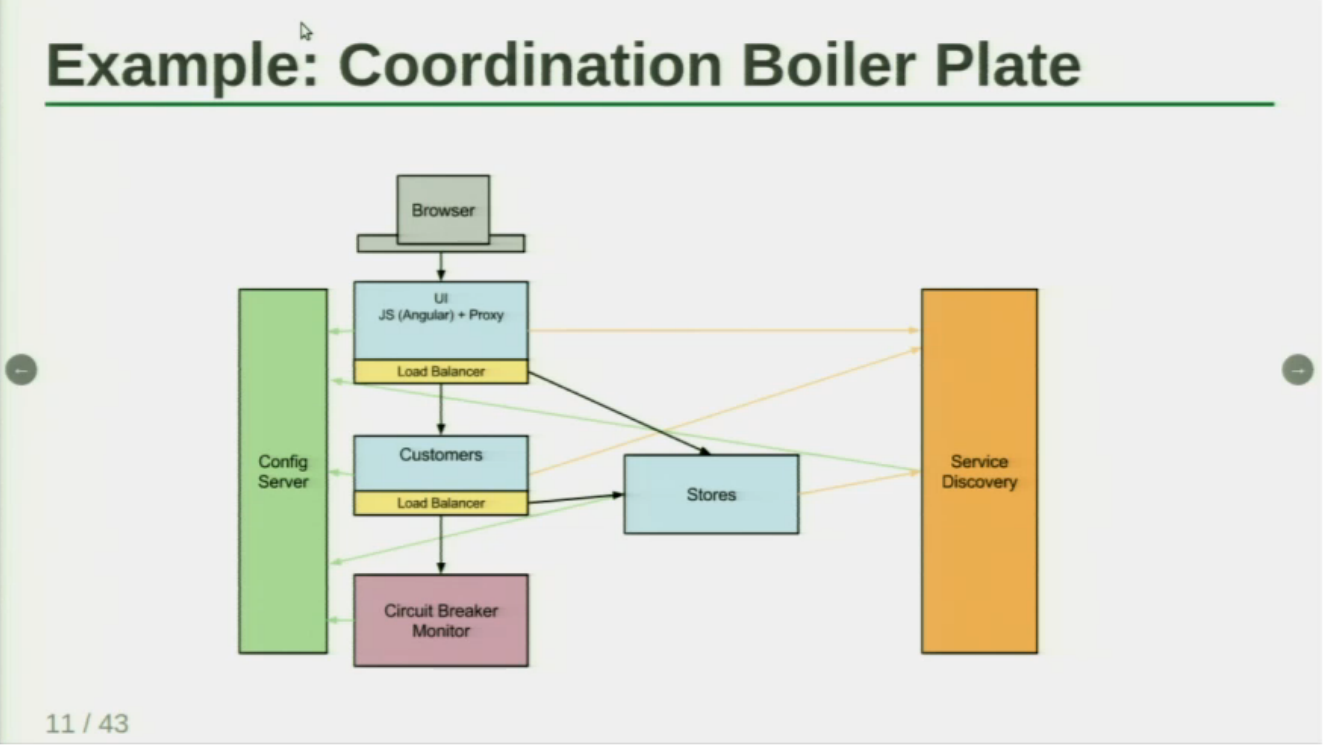 Example: Coordination Boiler Plate
Browser
UI
JS (Angular) + Proxy
Load Balancer
Customers
Load Balancer
Config
Server
Stores
Service
Discovery
Circuit Breaker
Monitor
11 / 43